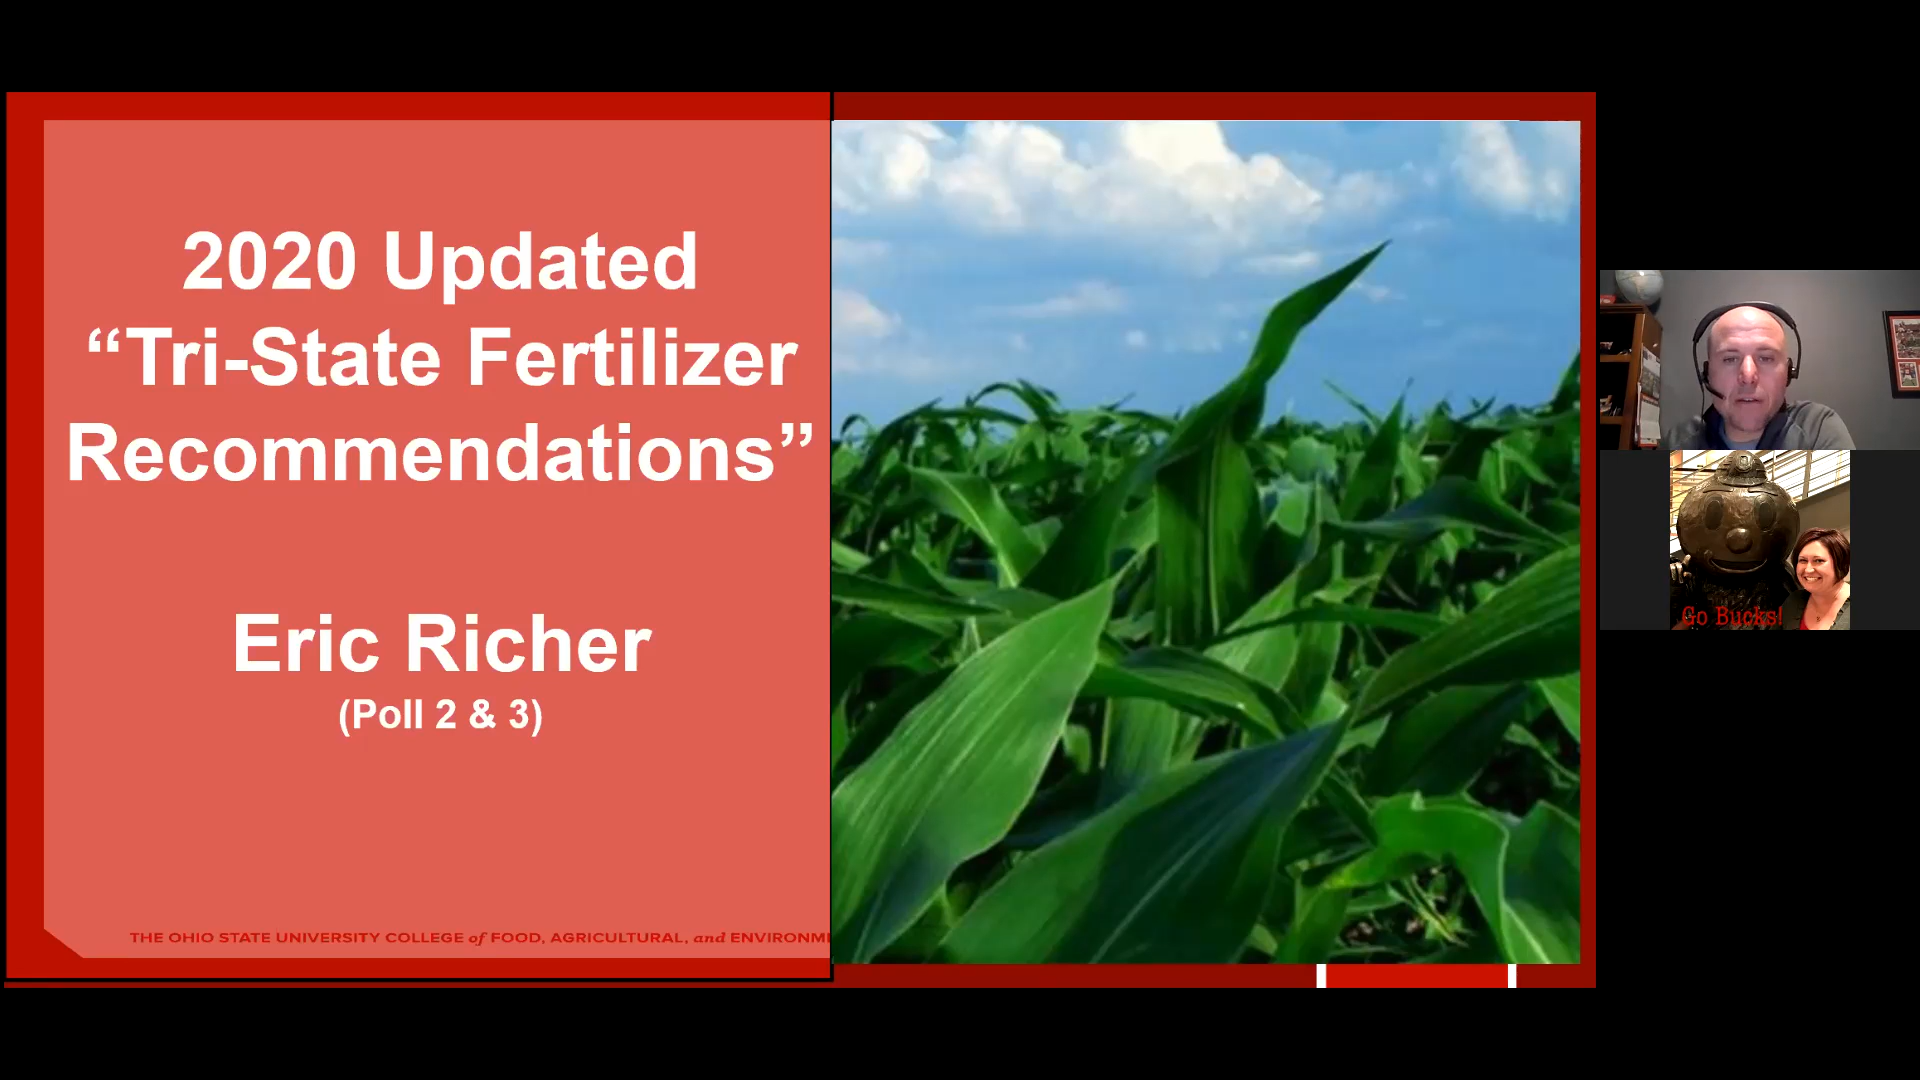 2020 Updated
“Tri-State Fertilizer
Recommendations”
Eric Richer
(Poll 2 & 3)
THE OHIO STATE UNIVERSITY COLLEGE of FOOD, AGRICULTURAL, and ENVIRONM
Go Bucks!